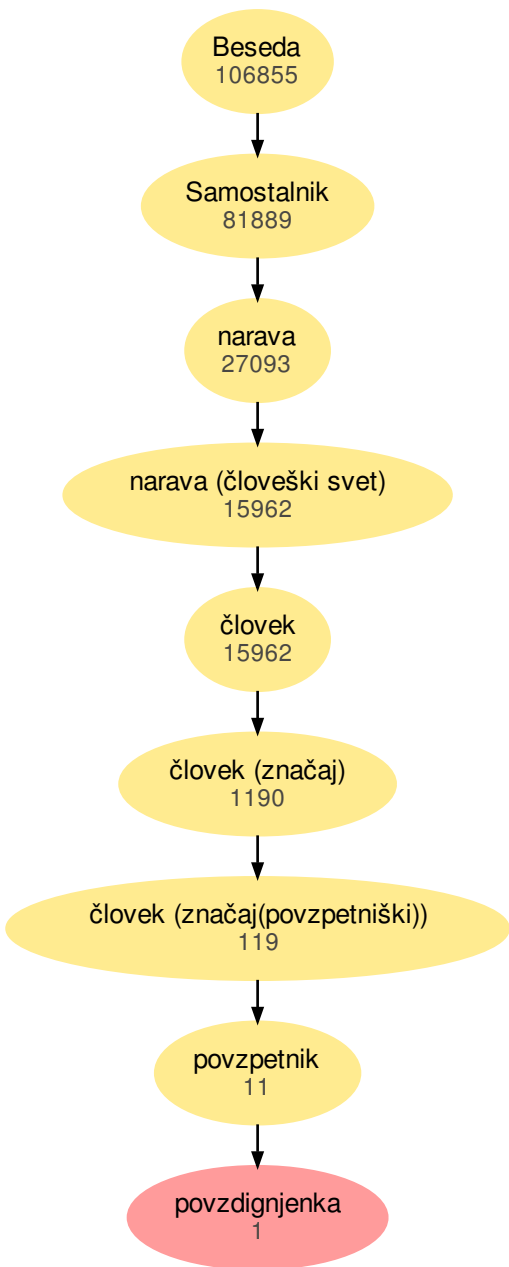 Beseda
106855
Samostalnik
81889
narava
27093
narava (človeški svet)
15962
človek
15962
človek (značaj)
1190
človek (značaj(povzpetniški))
119
povzpetnik
11
povzdignjenka
1